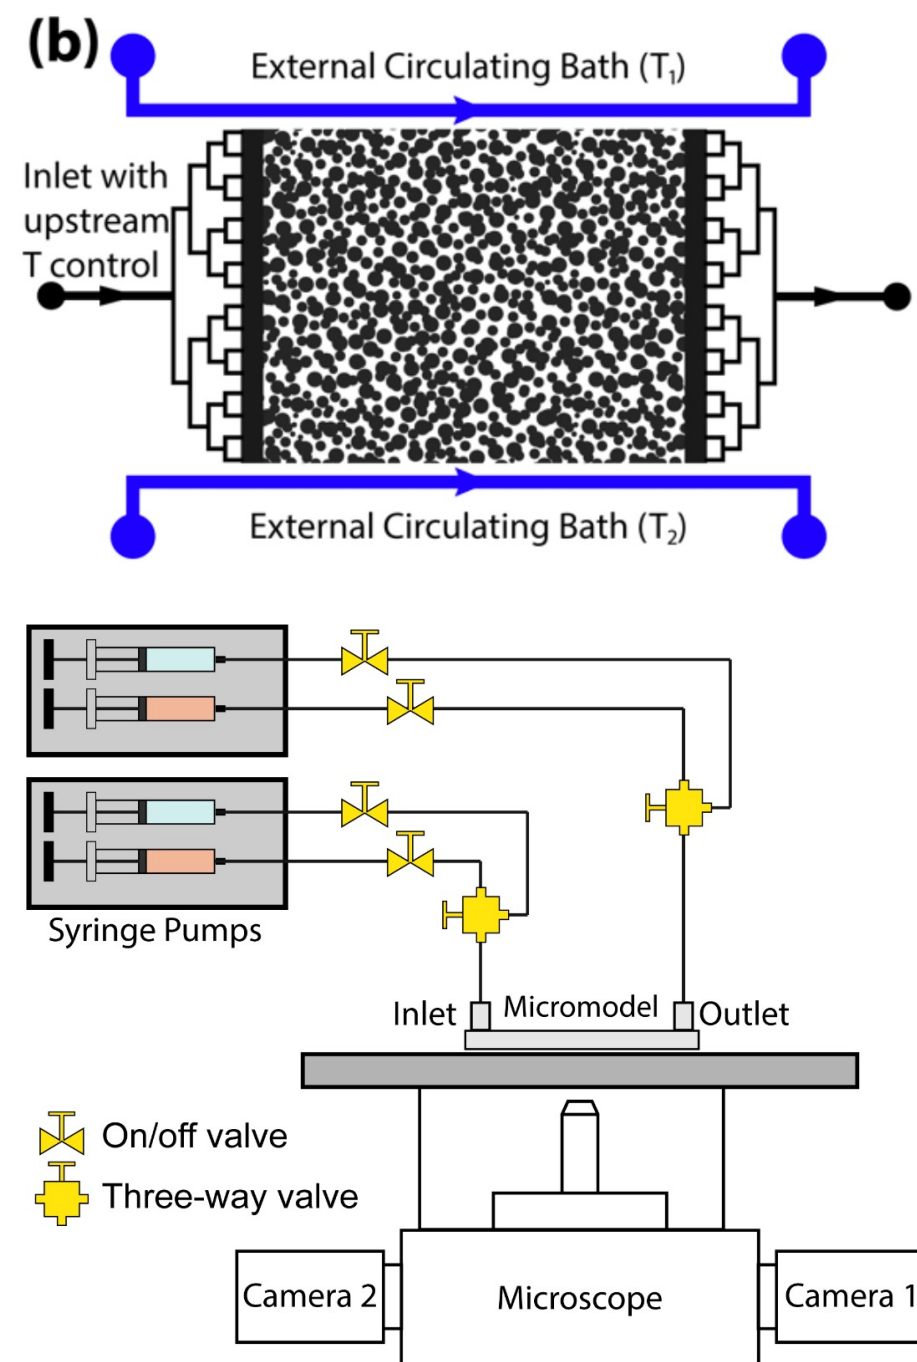 (b)
External Circulating Bath (T₁)
Inlet with
upstream
T control
External Circulating Bath (T₂)
Syringe Pumps
Inlet
Micromodel
Outlet
On/off valve
Three-way valve
Camera 2
Microscope
Camera 1